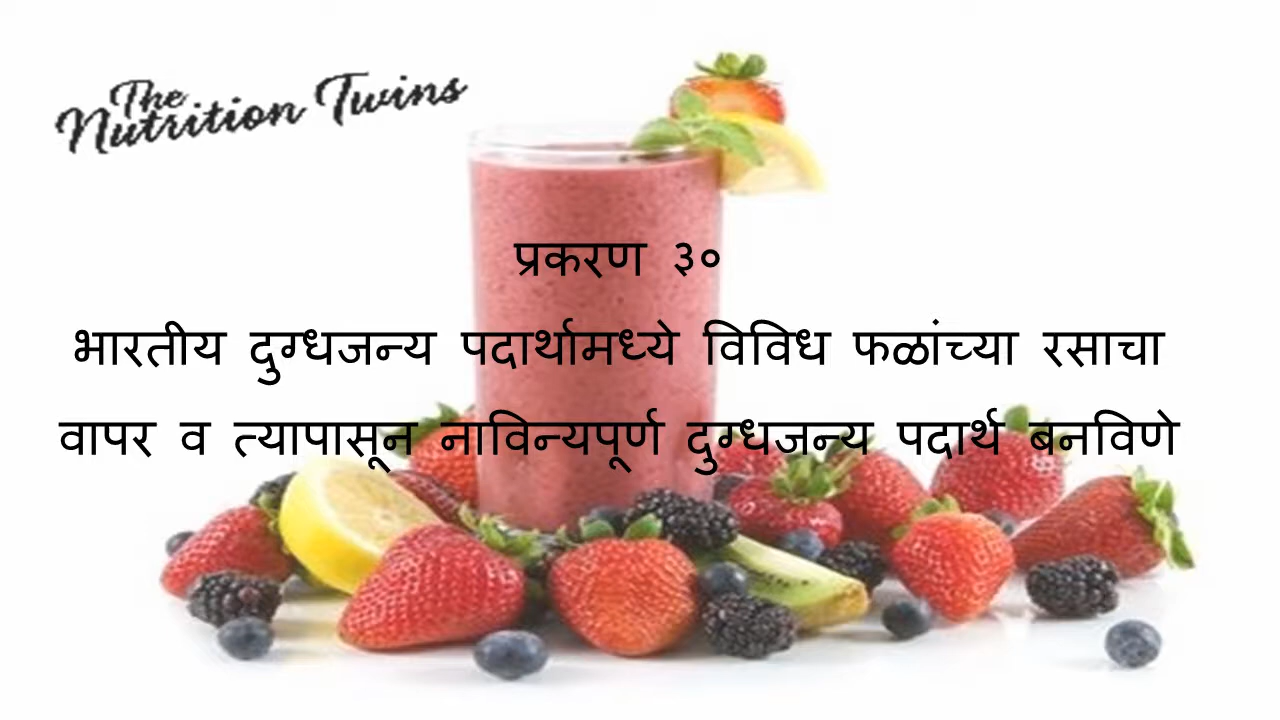 The
Nutrition Twins
प्रकरण ३०
भारतीय दुग्धजन्य पदार्थामध्ये विविध फळांच्या रसाचा
वापर व त्यापासून नाविन्यपूर्ण दुग्धजन्य पदार्थ बनविणे